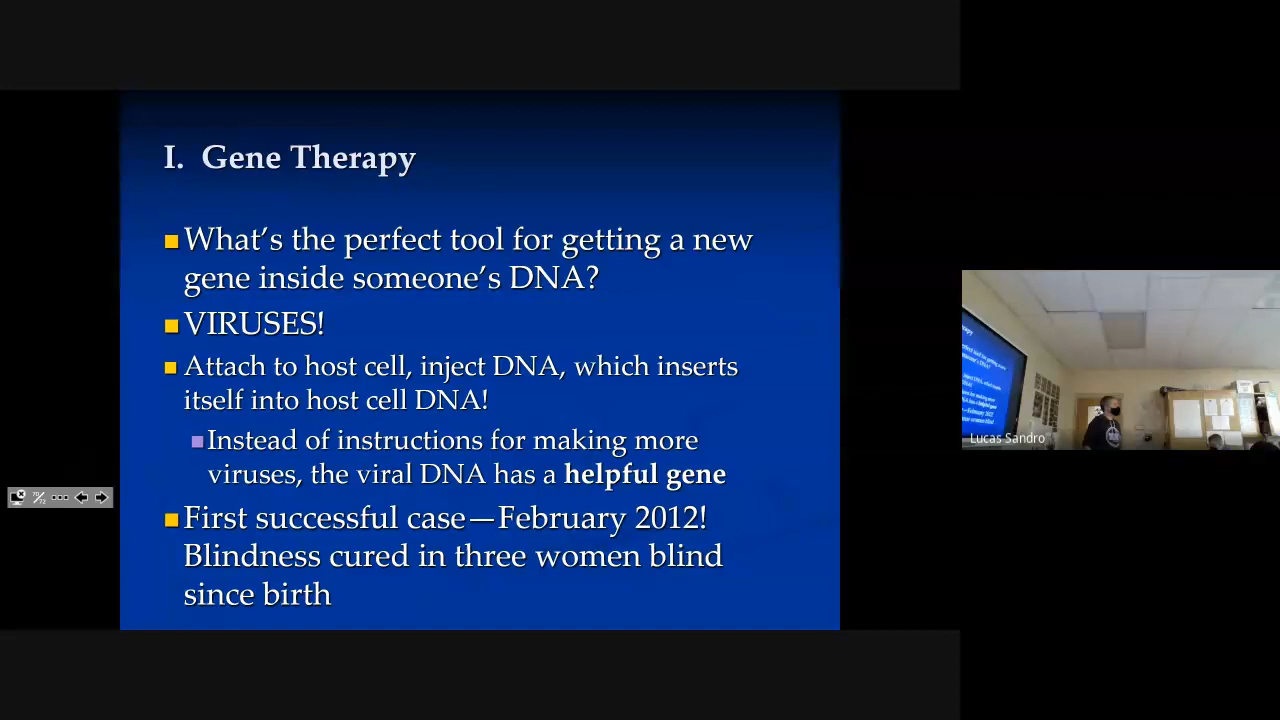 I. Gene Therapy
What's the perfect tool for getting a new
gene inside someone's DNA?
VIRUSES!
Attach to host cell, inject DNA, which inserts
itself into host cell DNA!
Instead of instructions for making more
viruses, the viral DNA has a helpful gene
First successful case—February 2012!
Blindness cured in three women blind
since birth
Lucas Sandro